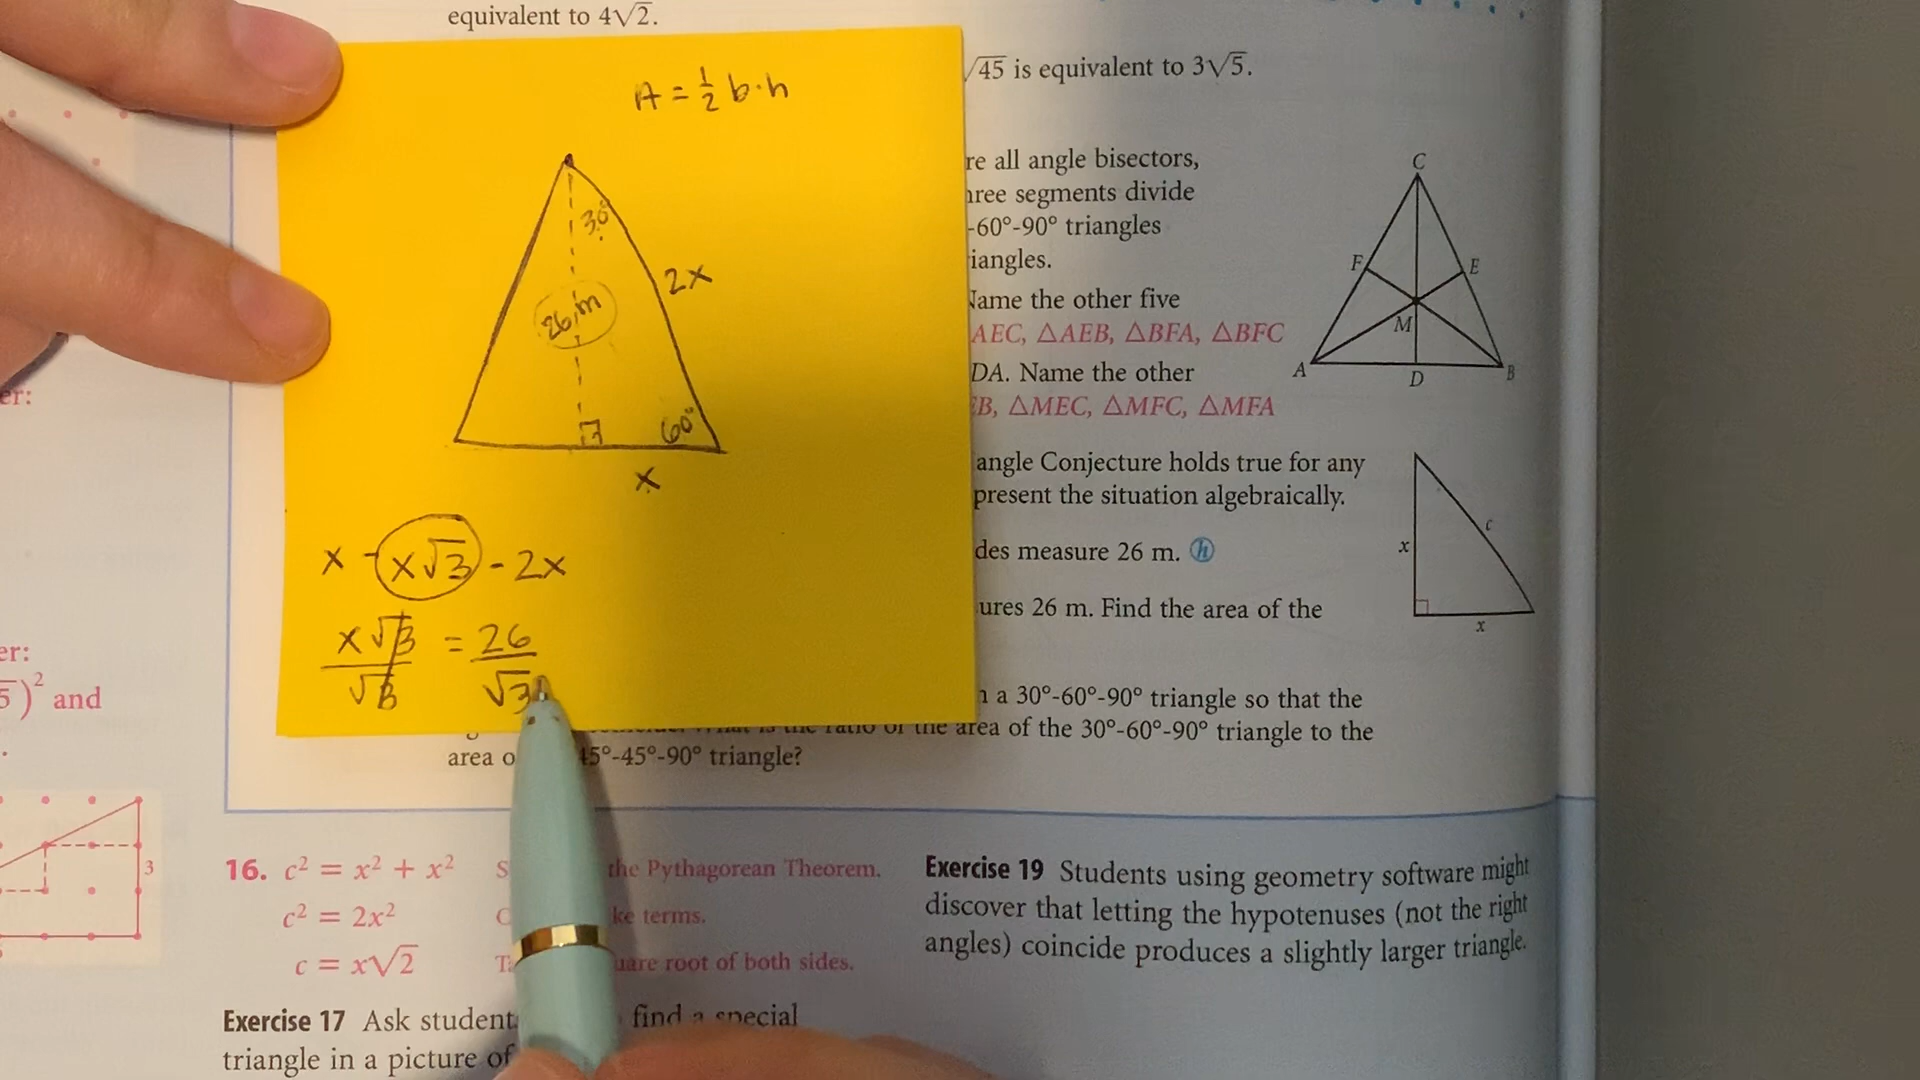 equivalent to 4√2.
√45 is equivalent to 3√5.
A = 1/2 b·h
30°
2x
26 m
60°
x
x - x√3 - 2x
x√3 = 26
√3 √3
re all angle bisectors,
hree segments divide
-60°-90° triangles
iangles.
Name the other five
AEC, △AEB, △BFA, △BFC
DA. Name the other
EB, △MEC, △MFC, △MFA
C
F
E
M
A
D
B
angle Conjecture holds true for any
present the situation algebraically.
des measure 26 m. h
ures 26 m. Find the area of the
x
c
x
n a 30°-60°-90° triangle so that the
ratio of the area of the 30°-60°-90° triangle to the
area o 45°-45°-90° triangle?
er:
er:
5)² and
3
16. c² = x² + x² the Pythagorean Theorem.
c² = 2x² ke terms.
c = x√2 uare root of both sides.
Exercise 17 Ask student find a special
triangle in a picture of
Exercise 19 Students using geometry software might
discover that letting the hypotenuses (not the right
angles) coincide produces a slightly larger triangle.